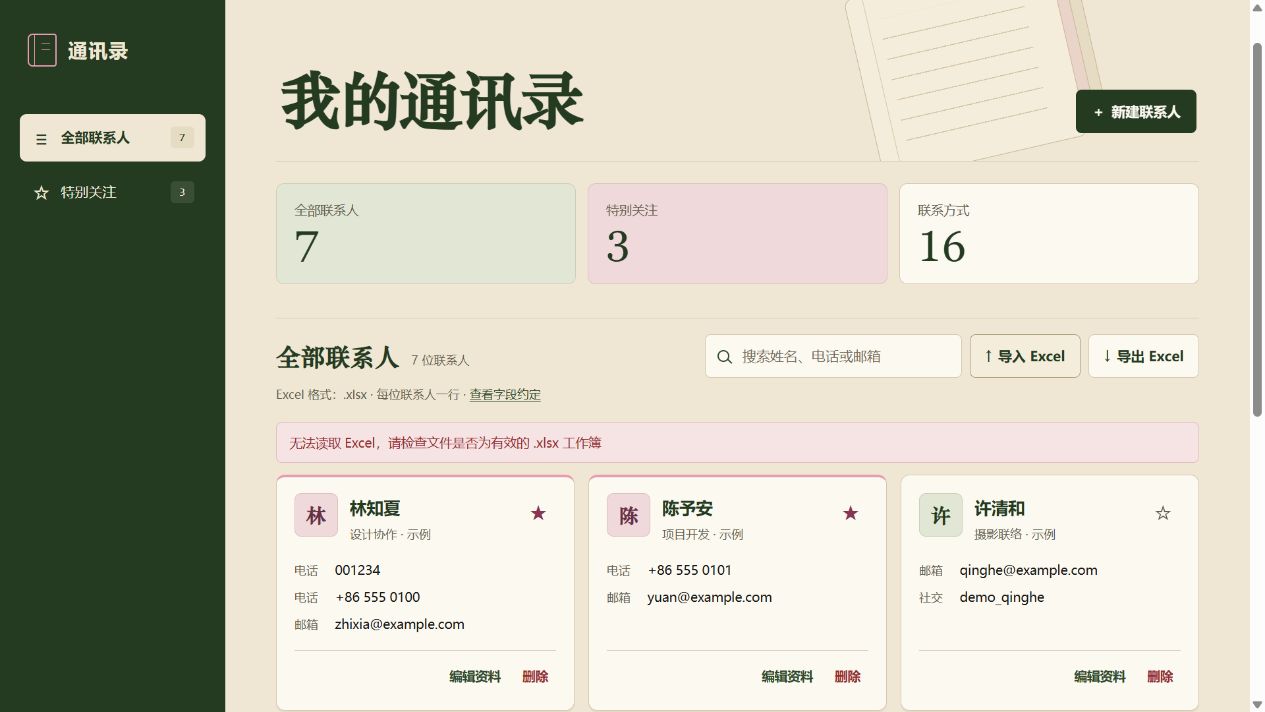 通讯录
全部联系人 7
特别关注 3
我的通讯录
+ 新建联系人
全部联系人
7
特别关注
3
联系方式
16
全部联系人 7 位联系人
搜索姓名、电话或邮箱
↑ 导入 Excel
↓ 导出 Excel
Excel 格式：.xlsx · 每位联系人一行 · 查看字段约定
无法读取 Excel，请检查文件是否为有效的 .xlsx 工作簿
林 林知夏
设计协作 · 示例
电话 001234
电话 +86 555 0100
邮箱 zhixia@example.com
编辑资料 删除
陈 陈予安
项目开发 · 示例
电话 +86 555 0101
邮箱 yuan@example.com
编辑资料 删除
许 许清和
摄影联络 · 示例
邮箱 qinghe@example.com
社交 demo_qinghe
编辑资料 删除